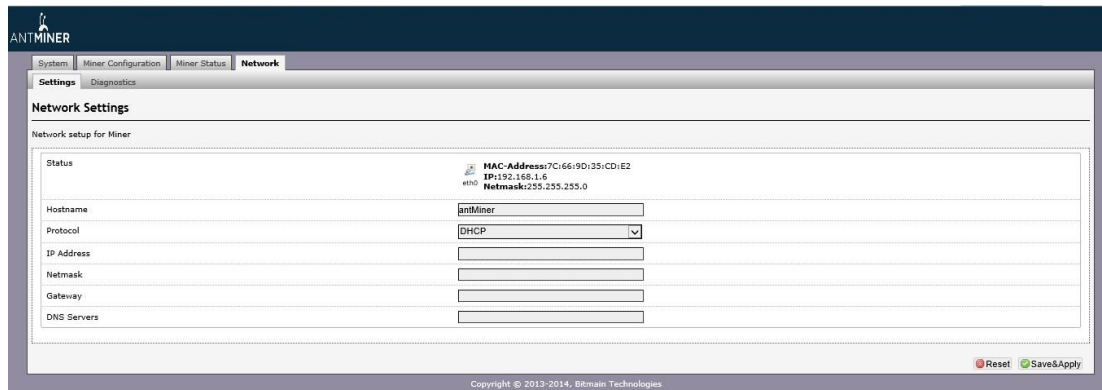 ANTMINER
System Miner Configuration Miner Status Network
Settings Diagnostics
Network Settings
Network setup for Miner
Status
MAC-Address:7C:66:9D:35:CD:E2
IP:192.168.1.6
eth0 Netmask:255.255.255.0
Hostname antMiner
Protocol DHCP
IP Address
Netmask
Gateway
DNS Servers
Reset Save&Apply
Copyright © 2013-2014, Bitmain Technologies